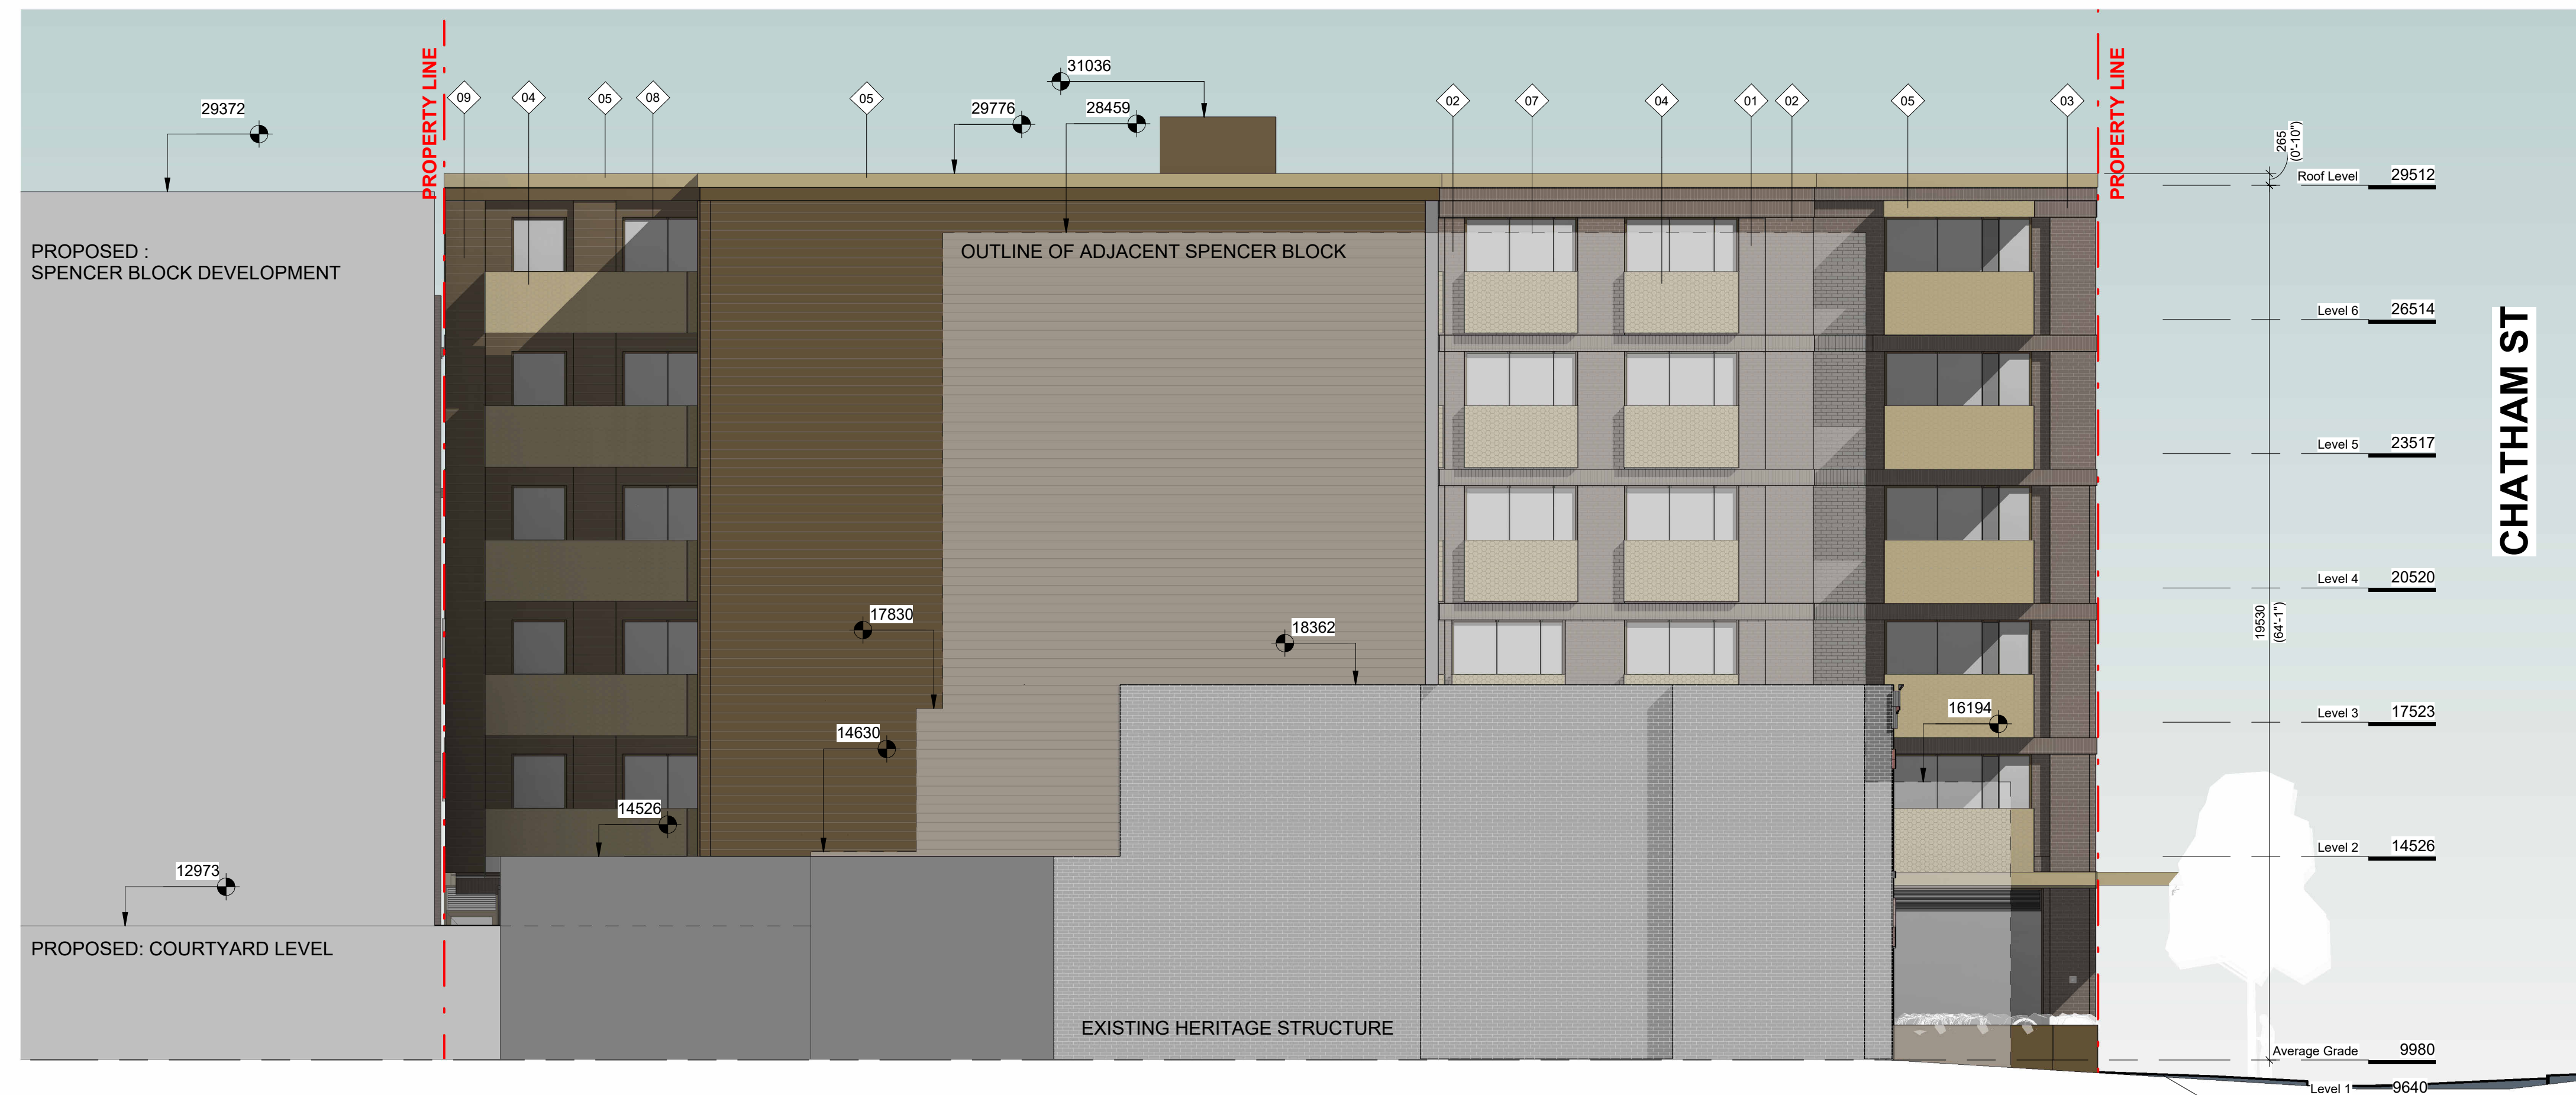 PROPERTY LINE
PROPERTY LINE
31036
29372
09
04
05
08
05
29776
28459
02
07
04
01
02
05
03
265
(0'-10")
Roof Level 29512
PROPOSED :
SPENCER BLOCK DEVELOPMENT
OUTLINE OF ADJACENT SPENCER BLOCK
Level 6 26514
CHATHAM ST
Level 5 23517
Level 4 20520
17830
18362
19530
(64'-1")
16194
Level 3 17523
14630
14526
Level 2 14526
12973
PROPOSED: COURTYARD LEVEL
EXISTING HERITAGE STRUCTURE
Average Grade 9980
Level 1 9640